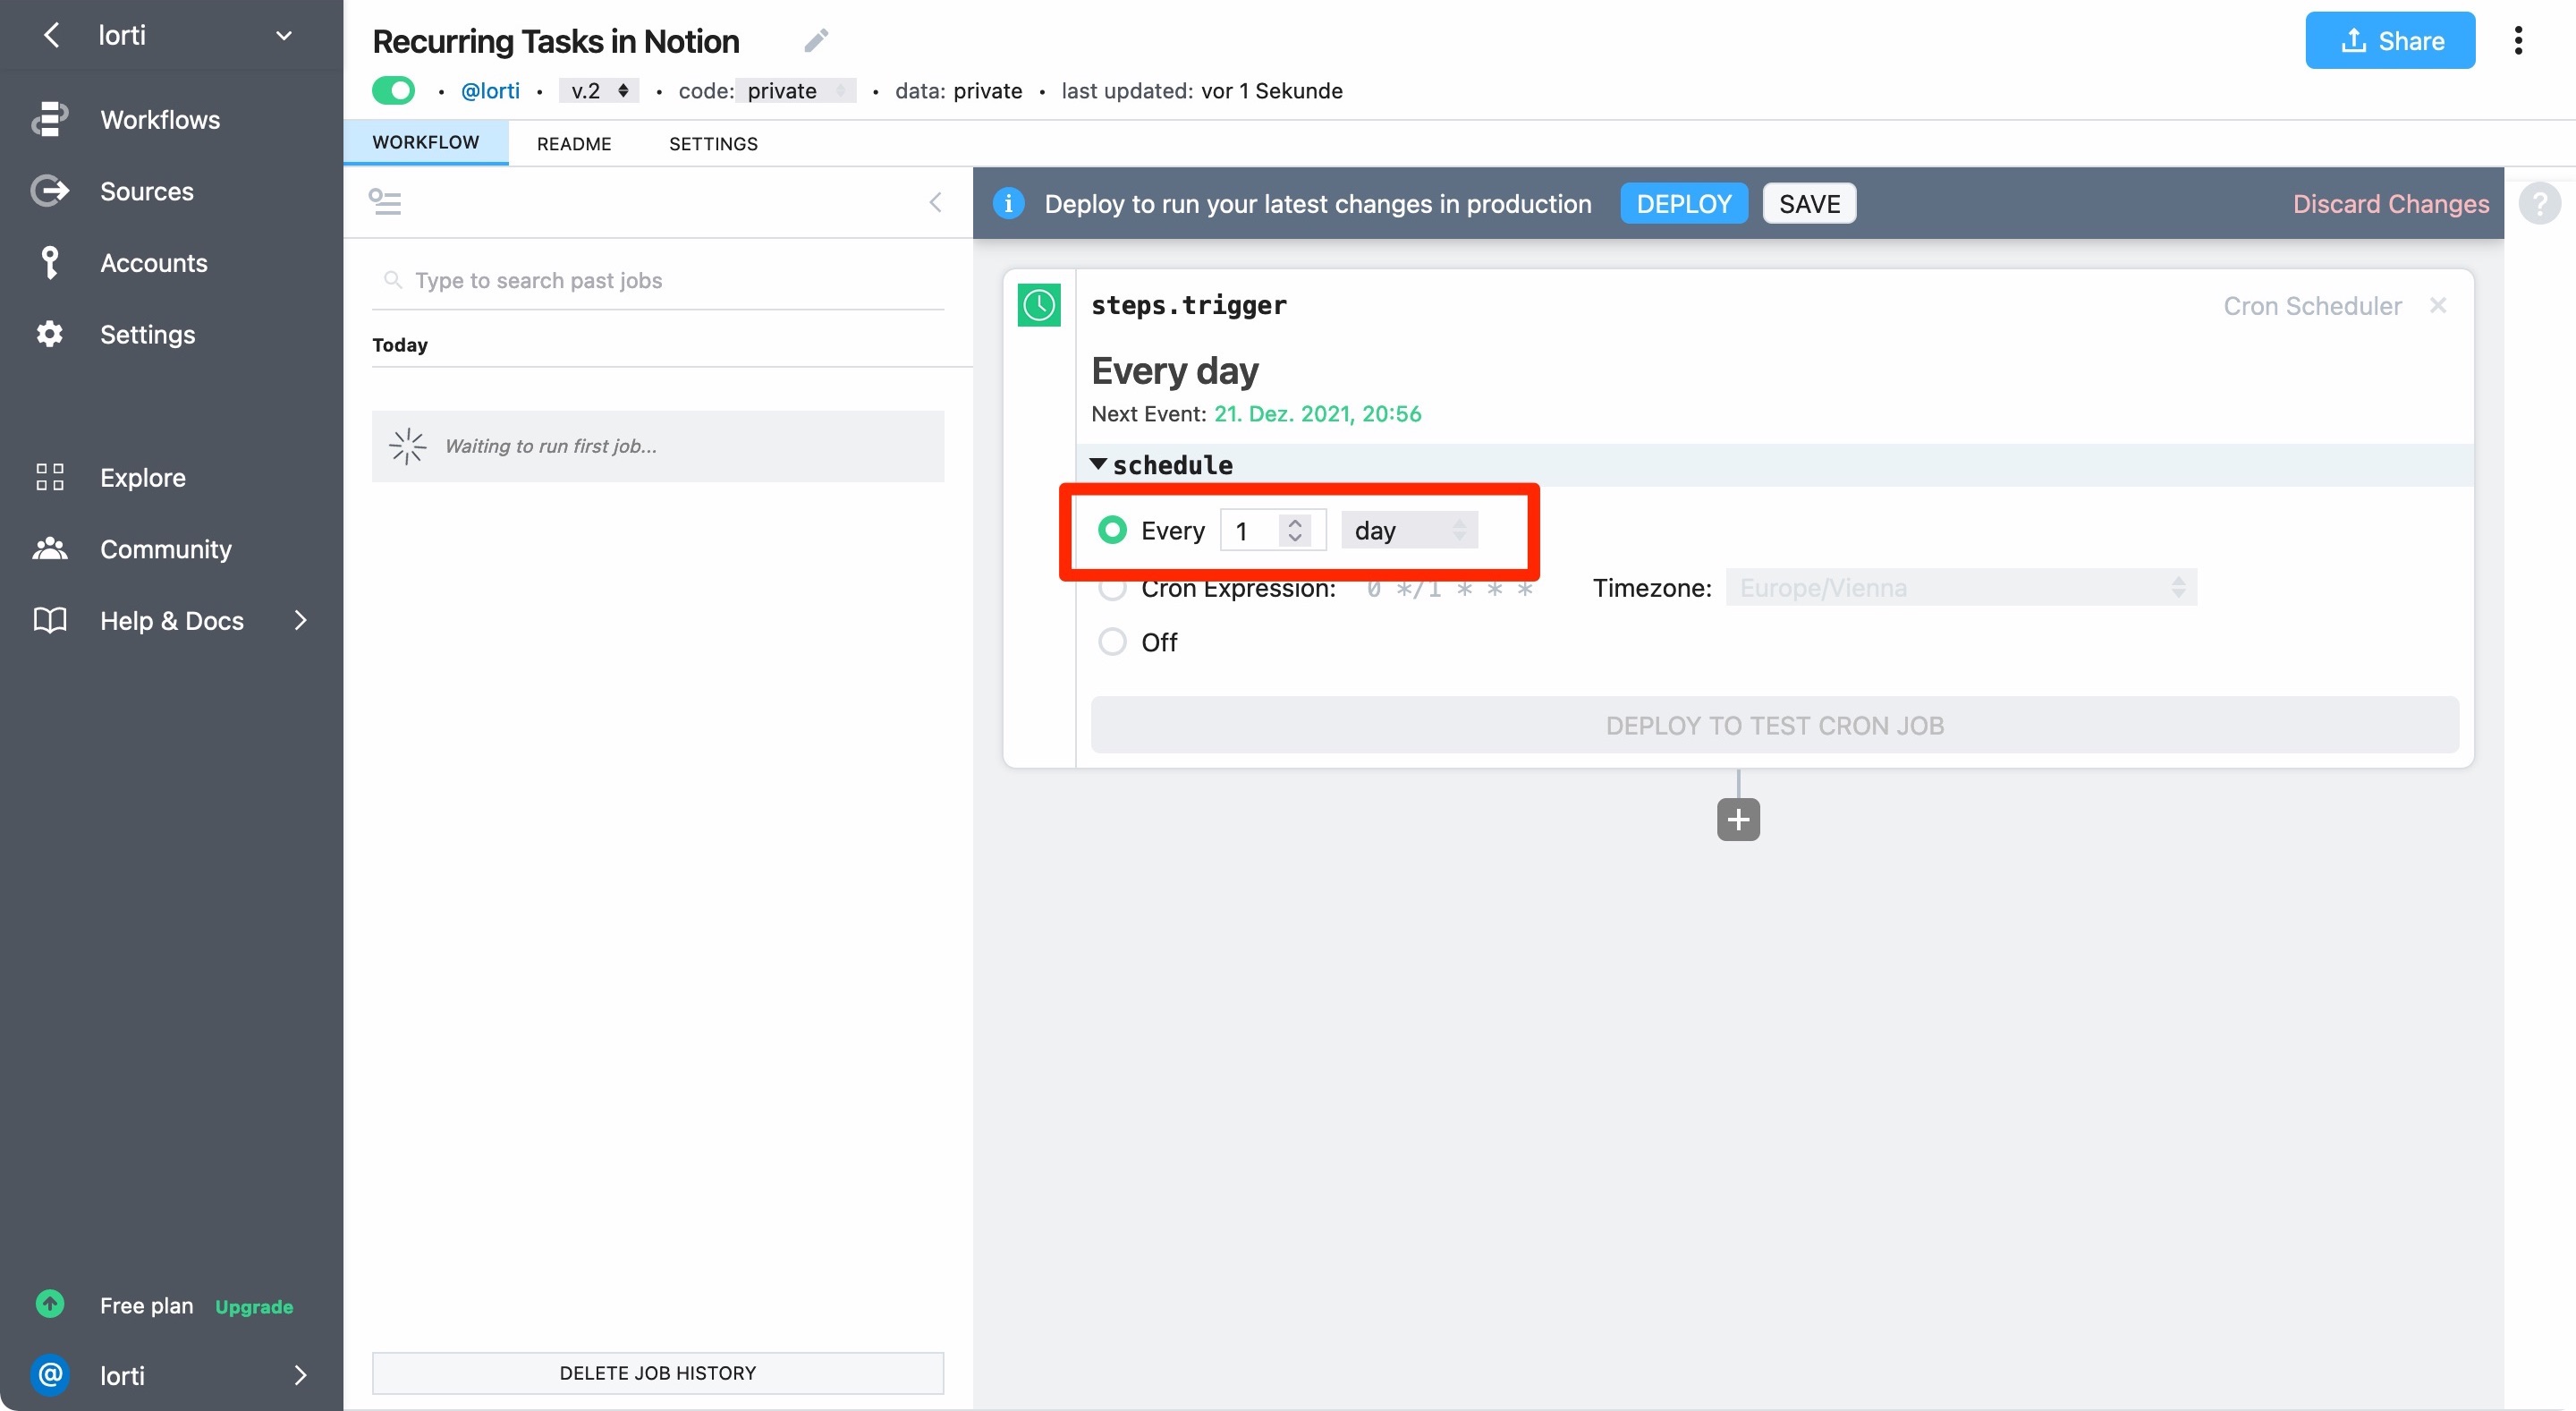 lorti
Workflows
Sources
Accounts
Settings
Explore
Community
Help & Docs
Free plan Upgrade
@ lorti
Recurring Tasks in Notion
Share
• @lorti • v.2 • code: private • data: private • last updated: vor 1 Sekunde
WORKFLOW README SETTINGS
Type to search past jobs
Today
Waiting to run first job...
DELETE JOB HISTORY
i Deploy to run your latest changes in production DEPLOY SAVE Discard Changes ?
steps.trigger Cron Scheduler
Every day
Next Event: 21. Dez. 2021, 20:56
schedule
Every 1 day
Cron Expression: 0 */1 * * * Timezone: Europe/Vienna
Off
DEPLOY TO TEST CRON JOB